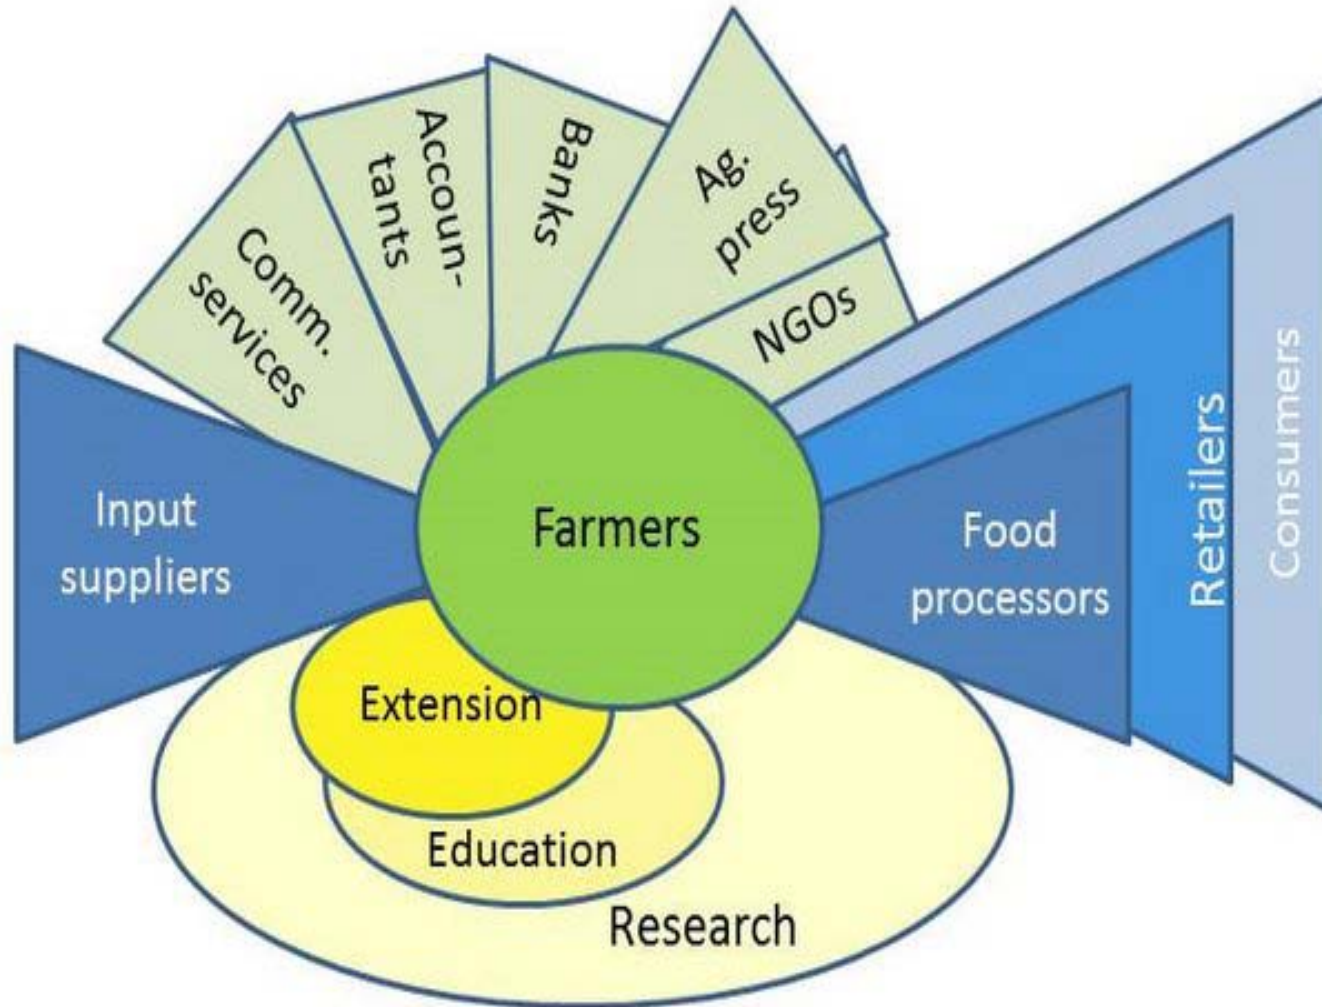 Comm.
services
Accoun-
tants
Banks
Ag.
press
NGOs
Input
suppliers
Farmers
Food
processors
Retailers
Consumers
Extension
Education
Research